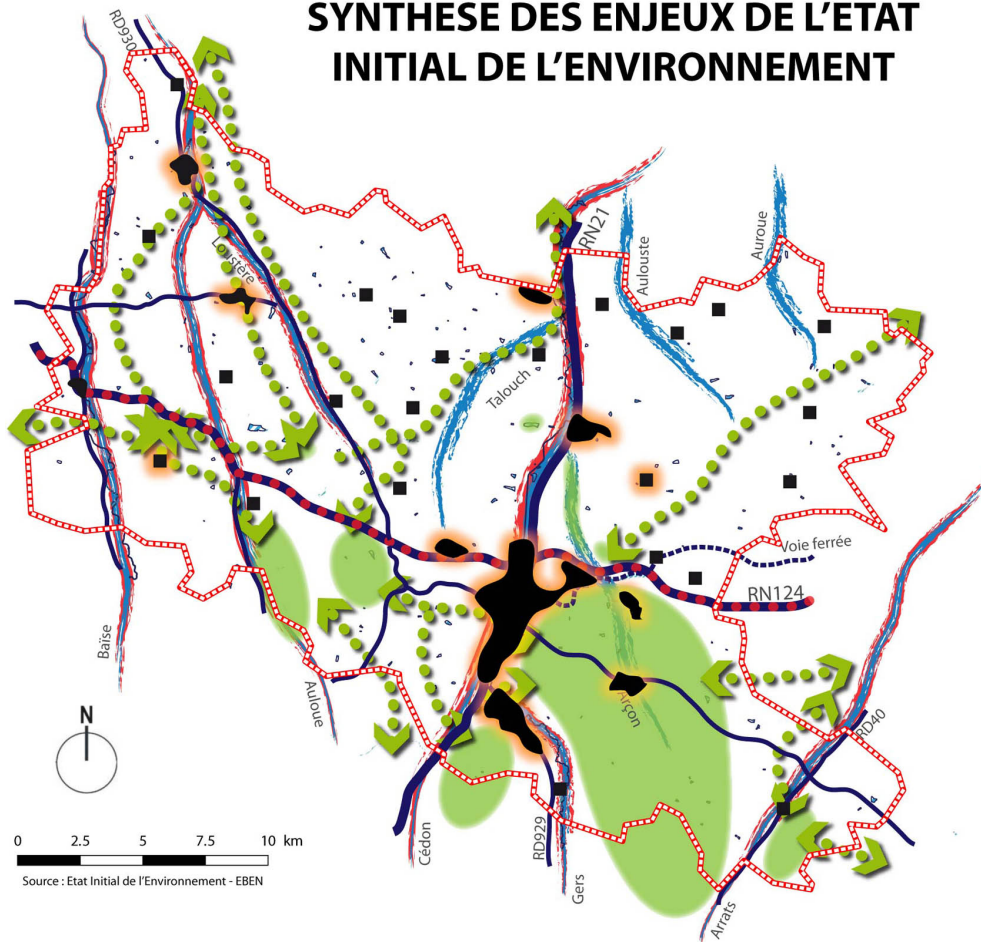 SYNTHESE DES ENJEUX DE L'ETAT
INITIAL DE L'ENVIRONNEMENT
RD930
RN21
Aulouste
Auroue
Loustère
Talouch
Voie ferrée
RN124
Baïse
Auloue
Arçon
RD40
N
0 2.5 5 7.5 10 km
Source : Etat Initial de l'Environnement - EBEN
Cédon
RD929
Gers
Arrats